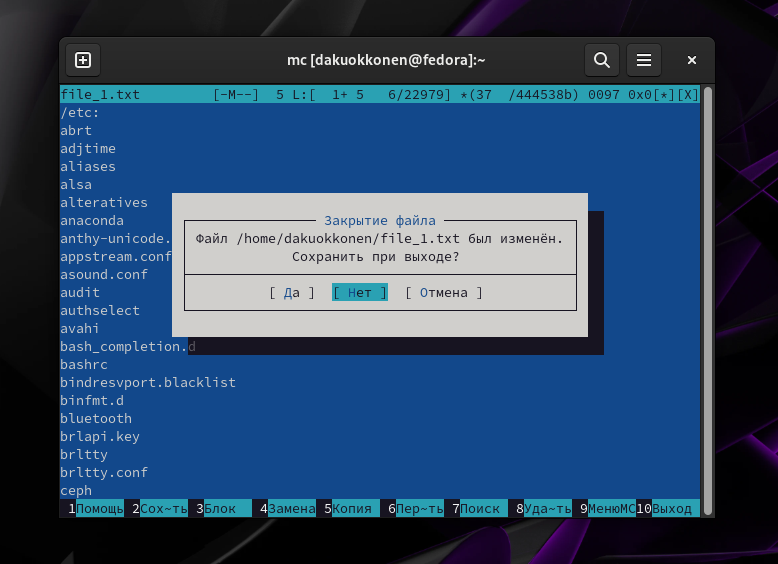 mc [dakuokkonen@fedora]:~
file_1.txt [-M--] 5 L:[ 1+ 5 6/22979] *(37 /444538b) 0097 0x0[*][X]
/etc:
abrt
adjtime
aliases
alsa
alteratives
anaconda
anthy-unicode.
appstream.conf
asound.conf
audit
authselect
avahi
bash_completion.d
bashrc
bindresvport.blacklist
binfmt.d
bluetooth
brlapi.key
brltty
brltty.conf
ceph
Закрытие файла
Файл /home/dakuokkonen/file_1.txt был изменён.
Сохранить при выходе?
[ Да ] [ Нет ] [ Отмена ]
1Помощь 2Сох~ть 3Блок 4Замена 5Копия 6Пер~ть 7Поиск 8Уда~ть 9МенюМС10Выход